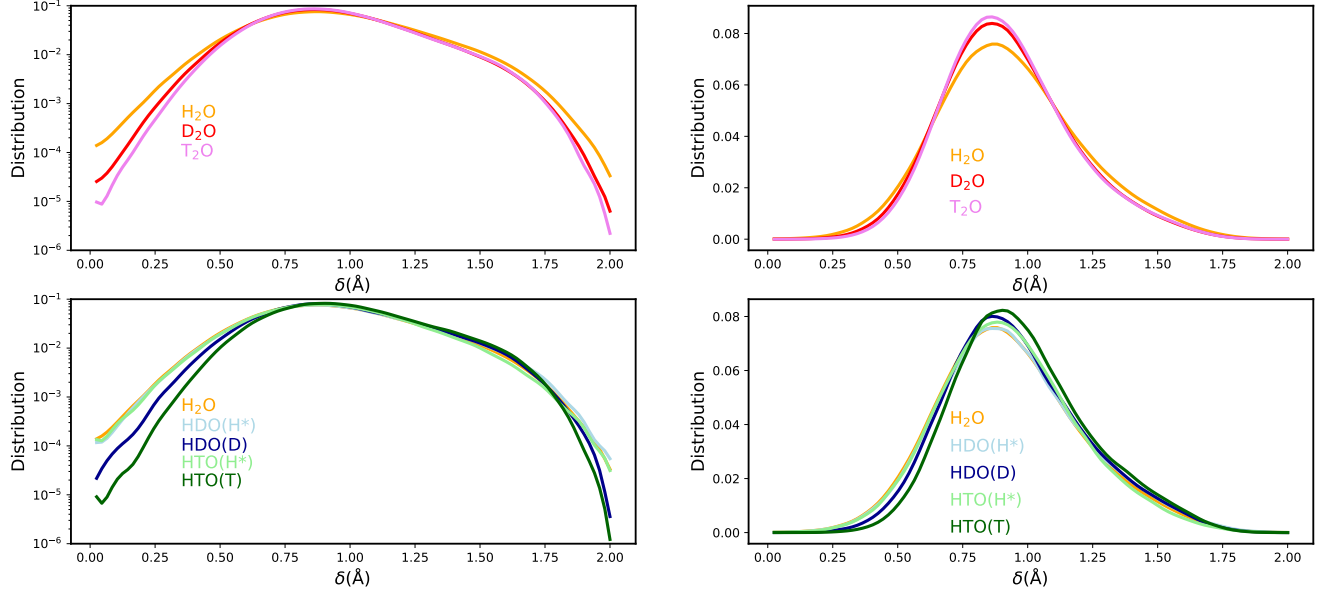 10⁻¹
10⁻²
10⁻³
10⁻⁴
10⁻⁵
10⁻⁶
Distribution
H₂O
D₂O
T₂O
0.00 0.25 0.50 0.75 1.00 1.25 1.50 1.75 2.00
δ(Å)
0.08
0.06
0.04
0.02
0.00
Distribution
H₂O
D₂O
T₂O
0.00 0.25 0.50 0.75 1.00 1.25 1.50 1.75 2.00
δ(Å)
10⁻¹
10⁻²
10⁻³
10⁻⁴
10⁻⁵
10⁻⁶
Distribution
H₂O
HDO(H*)
HDO(D)
HTO(H*)
HTO(T)
0.00 0.25 0.50 0.75 1.00 1.25 1.50 1.75 2.00
δ(Å)
0.08
0.06
0.04
0.02
0.00
Distribution
H₂O
HDO(H*)
HDO(D)
HTO(H*)
HTO(T)
0.00 0.25 0.50 0.75 1.00 1.25 1.50 1.75 2.00
δ(Å)